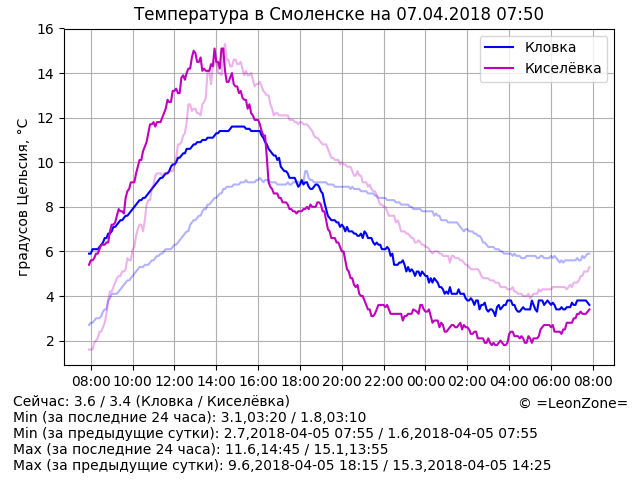 Температура в Смоленске на 07.04.2018 07:50
градусов Цельсия, °C
16
14
12
10
8
6
4
2
Кловка
Киселёвка
08:00 10:00 12:00 14:00 16:00 18:00 20:00 22:00 00:00 02:00 04:00 06:00 08:00
Сейчас: 3.6 / 3.4 (Кловка / Киселёвка)
© =LeonZone=
Min (за последние 24 часа): 3.1,03:20 / 1.8,03:10
Min (за предыдущие сутки): 2.7,2018-04-05 07:55 / 1.6,2018-04-05 07:55
Max (за последние 24 часа): 11.6,14:45 / 15.1,13:55
Max (за предыдущие сутки): 9.6,2018-04-05 18:15 / 15.3,2018-04-05 14:25